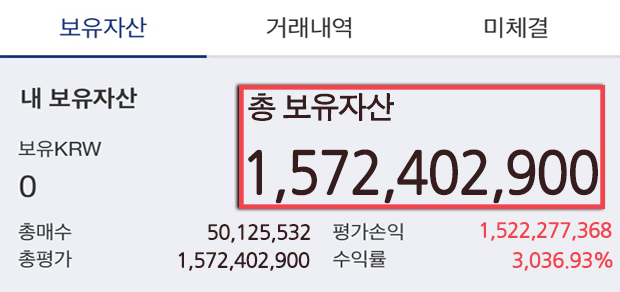 보유자산 거래내역 미체결
내 보유자산
총 보유자산
보유KRW
0
1,572,402,900
총매수 50,125,532 평가손익 1,522,277,368
총평가 1,572,402,900 수익률 3,036.93%